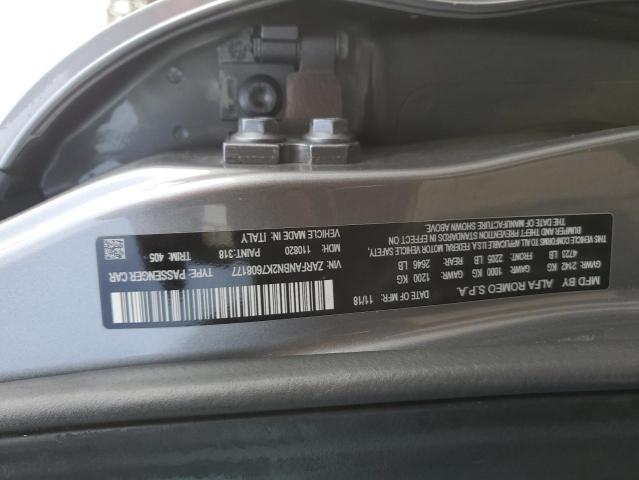 MFD BY ALFA ROMEO S.P.A. DATE OF MFR: 11/18
GVWR: 2142 KG GAWR: 1000 KG GAWR: 1200 KG
4723 LB FRONT: 2205 LB REAR: 2646 LB
THIS VEHICLE CONFORMS TO ALL APPLICABLE U.S.A. FEDERAL MOTOR VEHICLE SAFETY,
BUMPER AND THEFT PREVENTION STANDARDS IN EFFECT ON
THE DATE OF MANUFACTURE SHOWN ABOVE.
VIN: ZARFANBN2K7608177
TYPE: PASSENGER CAR
MDH: 110820
PAINT: 318
TRIM: 405 -
VEHICLE MADE IN: ITALY